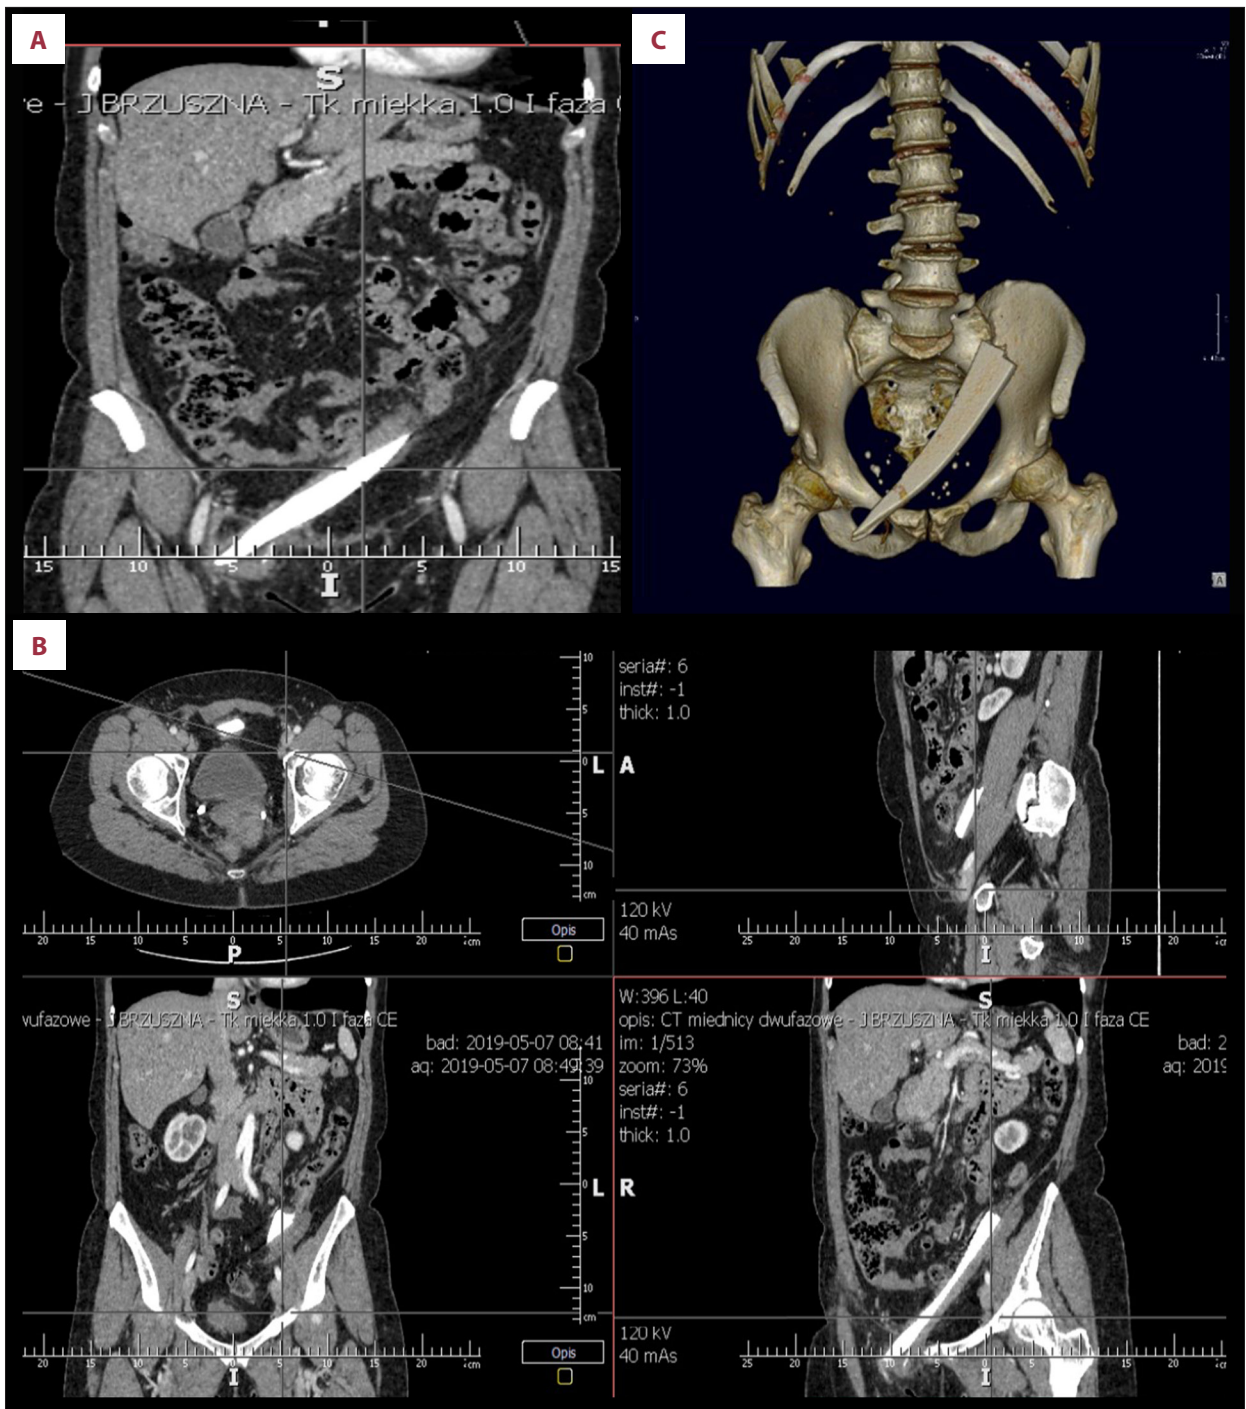 A
S
'e - J BRZUSZNA - Tk miekka 1.0 I faza C
15 10 5 0 5 10 15
I
C
A
B
10
5
0 L
5
10
cm
20 15 10 5 0 5 10 15 20 cm
P
Opis
seria#: 6
inst#: -1
thick: 1.0
A
120 kV
40 mAs
25 20 15 10 5 0 5 10 15 20 cm
I
S
wufazowe - J BRZUSZNA - Tk miekka 1.0 I faza CE
bad: 2019-05-07 08:41
aq: 2019-05-07 08:49:39
10
5
0 L
5
10
cm
20 15 10 5 0 5 10 15 20 cm
I
Opis
W:396 L:40
S
opis: CT miednicy dwufazowe - J BRZUSZNA - Tk miekka 1.0 I faza CE
im: 1/513
bad: 2
zoom: 73%
aq: 2019
seria#: 6
inst#: -1
thick: 1.0
R
120 kV
40 mAs
25 20 15 10 5 0 5 10 15 20 cm
I